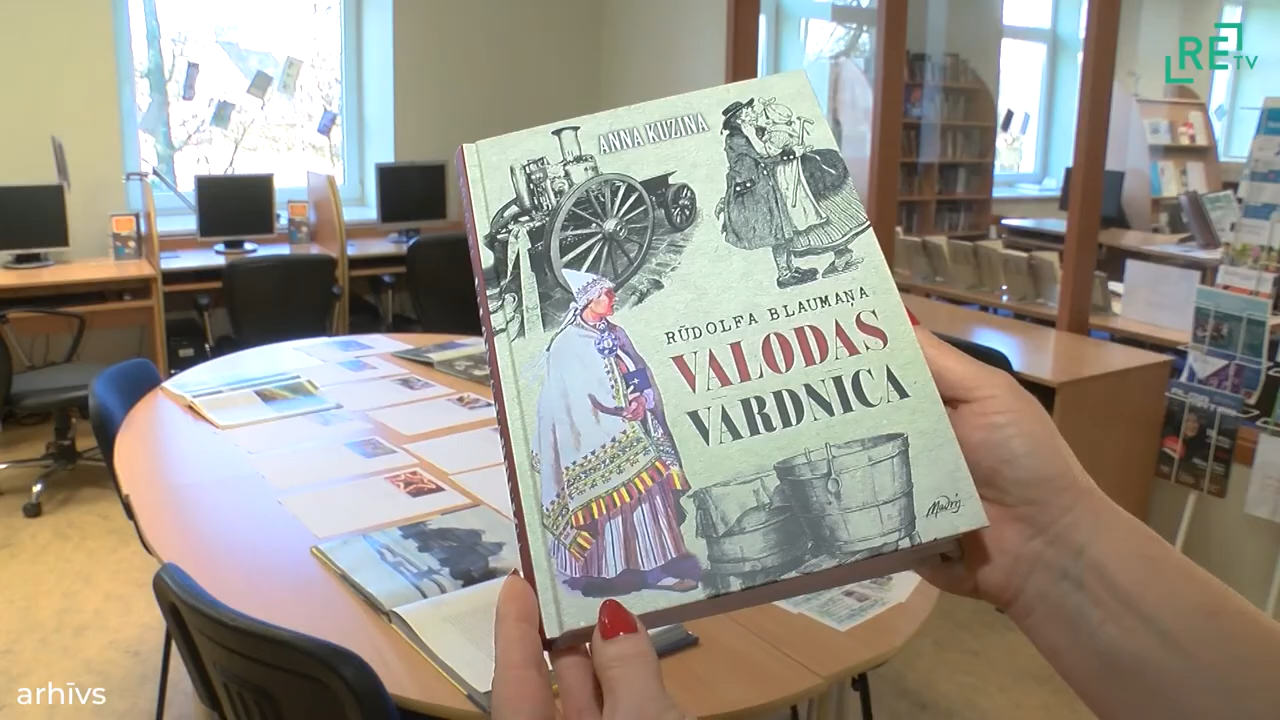 RE TV
ANNA KUZINA
RŪDOLFA BLAUMAŅA
VALODAS
VĀRDNĪCA
Madris
arhīvs